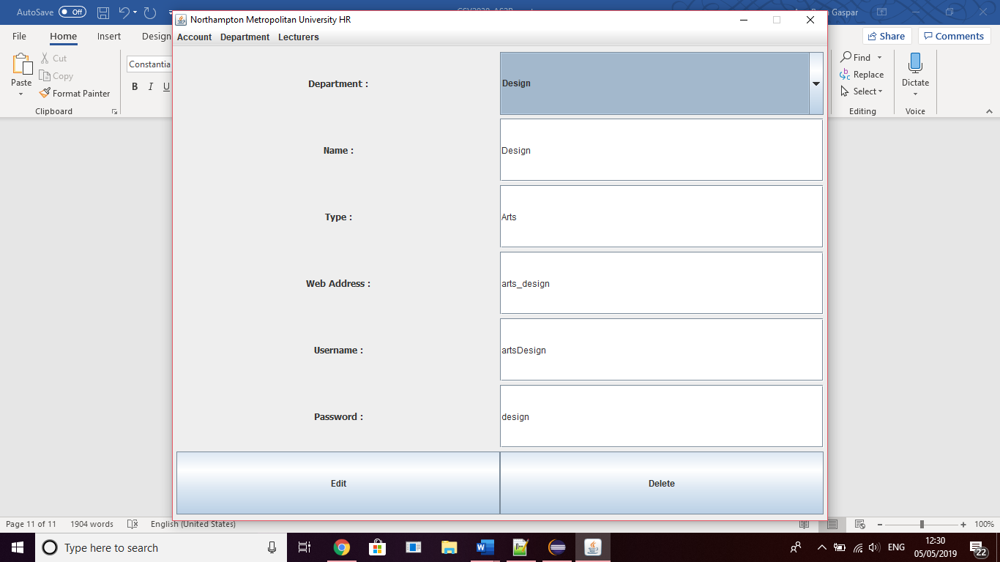 AutoSave Off
Gaspar
Northampton Metropolitan University HR
File Home Insert Design
Share Comments
Account Department Lecturers
Paste
Cut
Copy
Format Painter
Clipboard
Constantia
B I U
Find
Replace
Select
Editing
Dictate
Voice
Department :
Design
Name :
Design
Type :
Arts
Web Address :
arts_design
Username :
artsDesign
Password :
design
Edit
Delete
Page 11 of 11 1904 words English (United States)
100%
Type here to search
W
ENG
12:30
05/05/2019
22